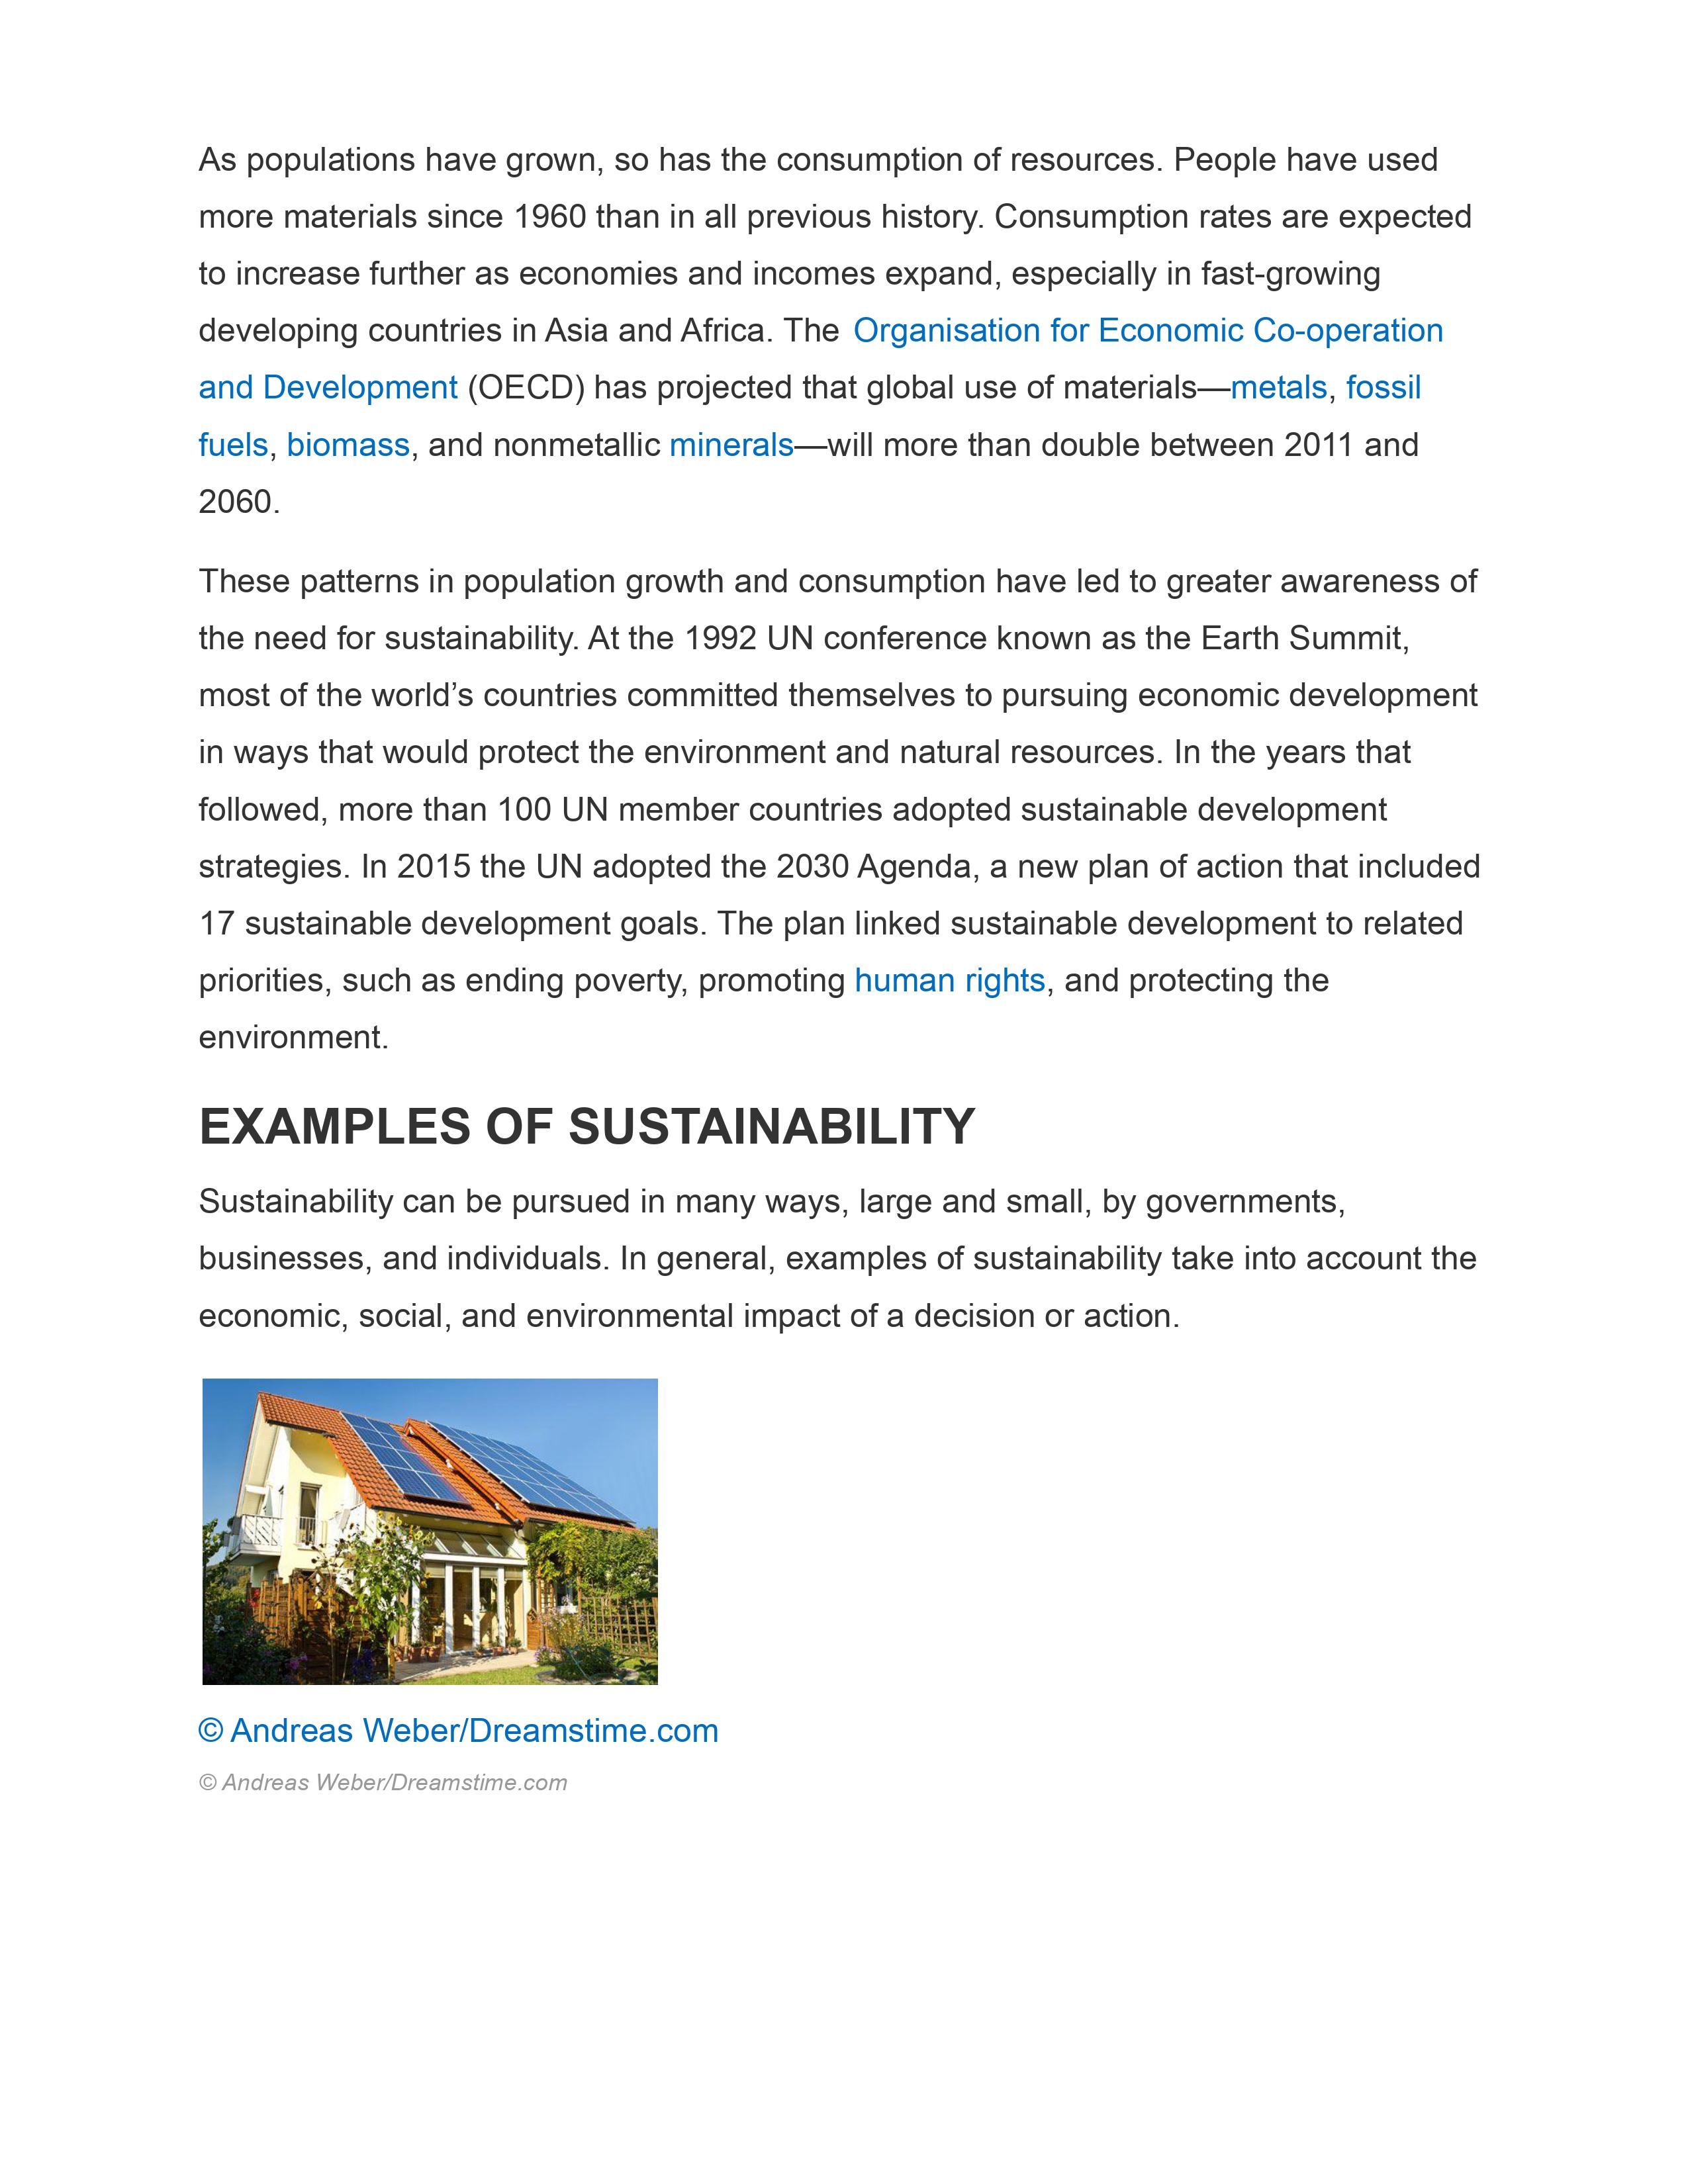 As populations have grown, so has the consumption of resources. People have used
more materials since 1960 than in all previous history. Consumption rates are expected
to increase further as economies and incomes expand, especially in fast-growing
developing countries in Asia and Africa. The Organisation for Economic Co-operation
and Development (OECD) has projected that global use of materials—metals, fossil
fuels, biomass, and nonmetallic minerals—will more than double between 2011 and
2060.
These patterns in population growth and consumption have led to greater awareness of
the need for sustainability. At the 1992 UN conference known as the Earth Summit,
most of the world’s countries committed themselves to pursuing economic development
in ways that would protect the environment and natural resources. In the years that
followed, more than 100 UN member countries adopted sustainable development
strategies. In 2015 the UN adopted the 2030 Agenda, a new plan of action that included
17 sustainable development goals. The plan linked sustainable development to related
priorities, such as ending poverty, promoting human rights, and protecting the
environment.
EXAMPLES OF SUSTAINABILITY
Sustainability can be pursued in many ways, large and small, by governments,
businesses, and individuals. In general, examples of sustainability take into account the
economic, social, and environmental impact of a decision or action.
© Andreas Weber/Dreamstime.com
© Andreas Weber/Dreamstime.com